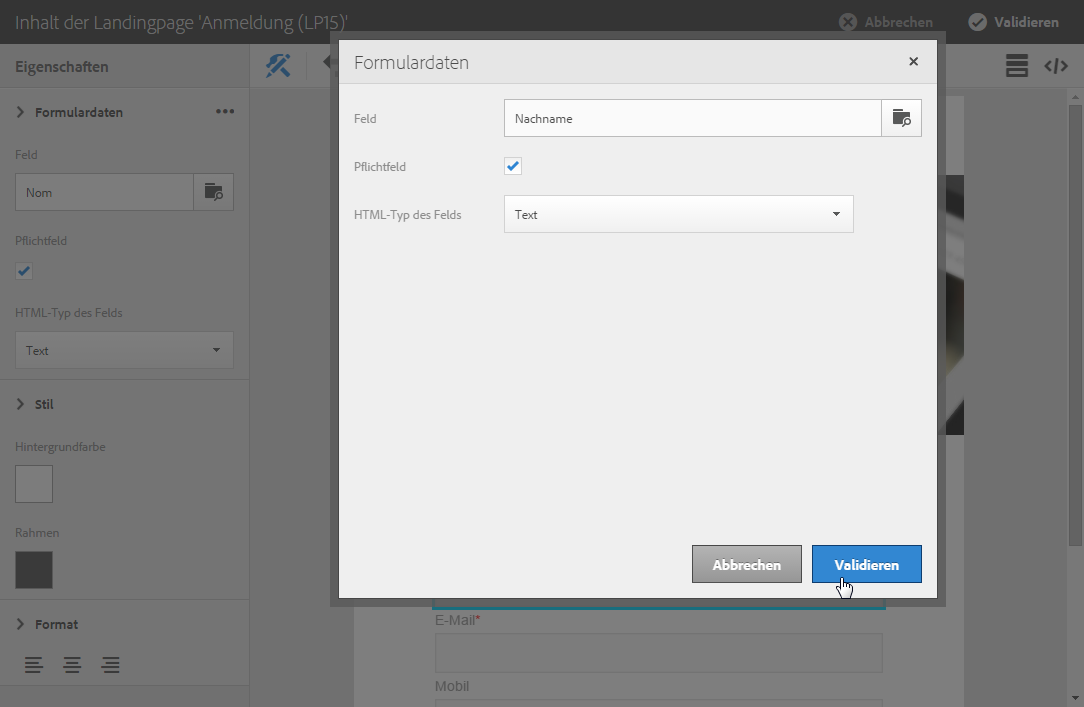 Inhalt der Landingpage 'Anmeldung (LP15)'
Abbrechen
Validieren
Eigenschaften
Formulardaten
Feld
Nom
Pflichtfeld
HTML-Typ des Felds
Text
Stil
Hintergrundfarbe
Rahmen
Format
Formulardaten
Feld
Nachname
Pflichtfeld
HTML-Typ des Felds
Text
Abbrechen
Validieren
E-Mail*
Mobil